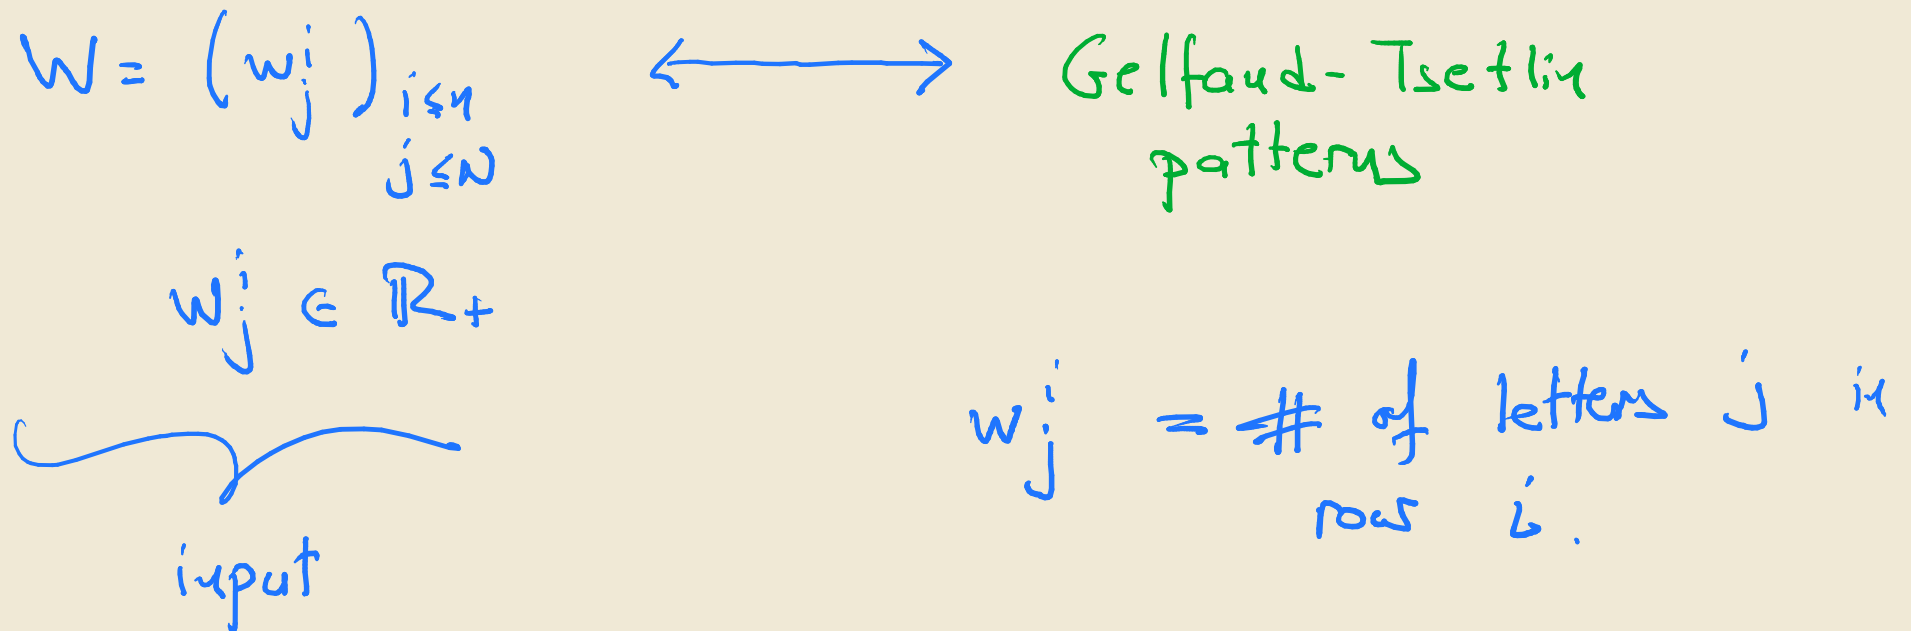 W = (w^i_j)_{i≤n, j≤N} ⟷ Gelfand-Tsetlin
patterns
w^i_j ∈ ℝ₊
w^i_j = # of letters j in
row i.
input